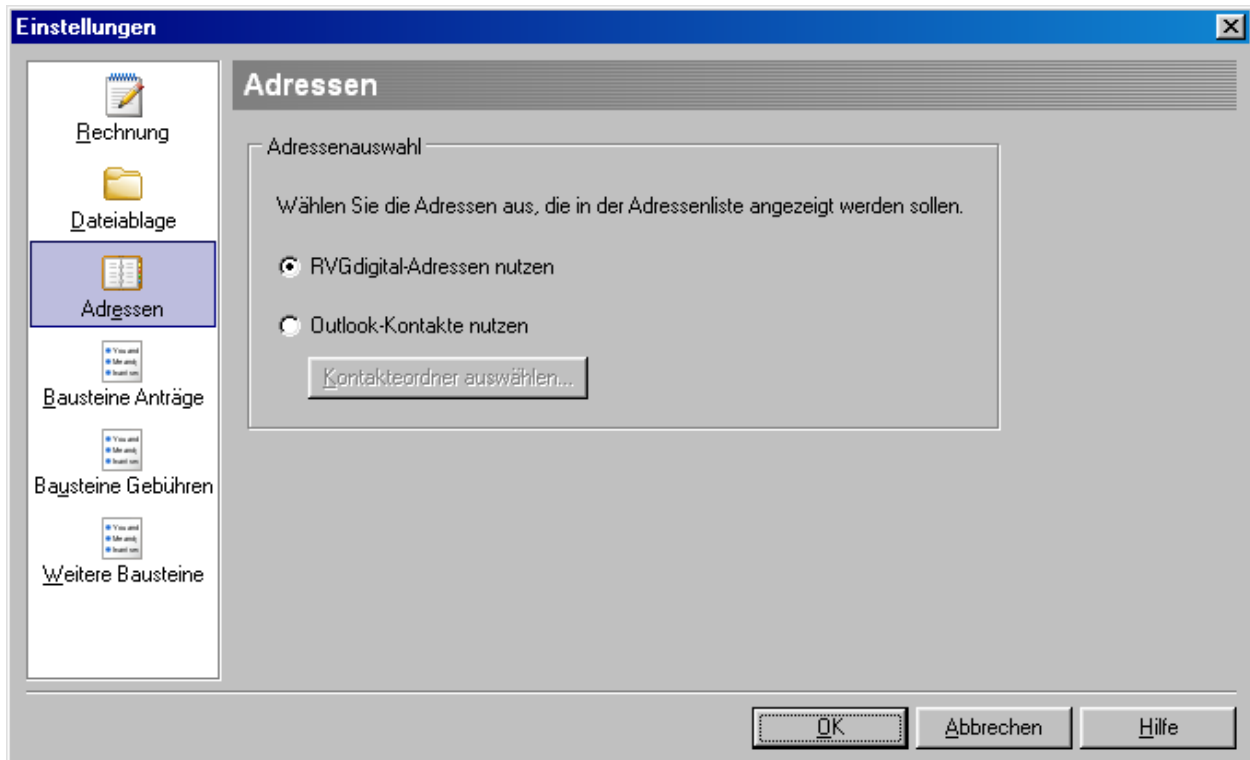 Einstellungen
Rechnung
Dateiablage
Adressen
Bausteine Anträge
Bausteine Gebühren
Weitere Bausteine
Adressen
Adressenauswahl
Wählen Sie die Adressen aus, die in der Adressenliste angezeigt werden sollen.
RVGdigital-Adressen nutzen
Outlook-Kontakte nutzen
Kontakteordner auswählen...
OK
Abbrechen
Hilfe